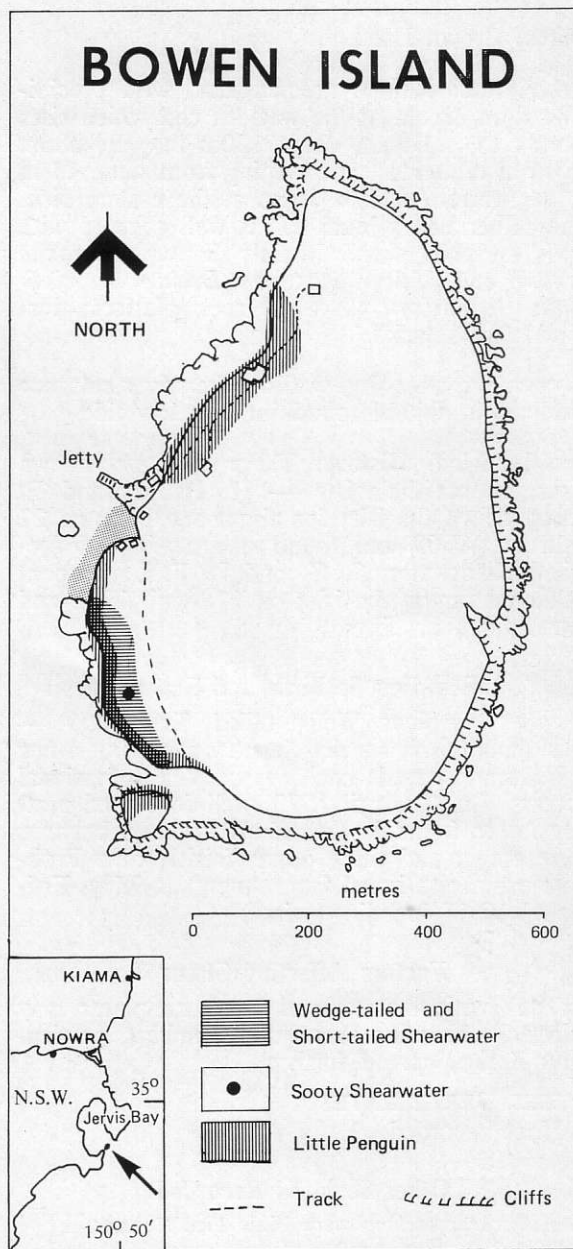 BOWEN ISLAND
NORTH
Jetty
metres
0 200 400 600
KIAMA
NOWRA
N.S.W.
35°
Jervis Bay
150° 50'
Wedge-tailed and
Short-tailed Shearwater
Sooty Shearwater
Little Penguin
Track
Cliffs